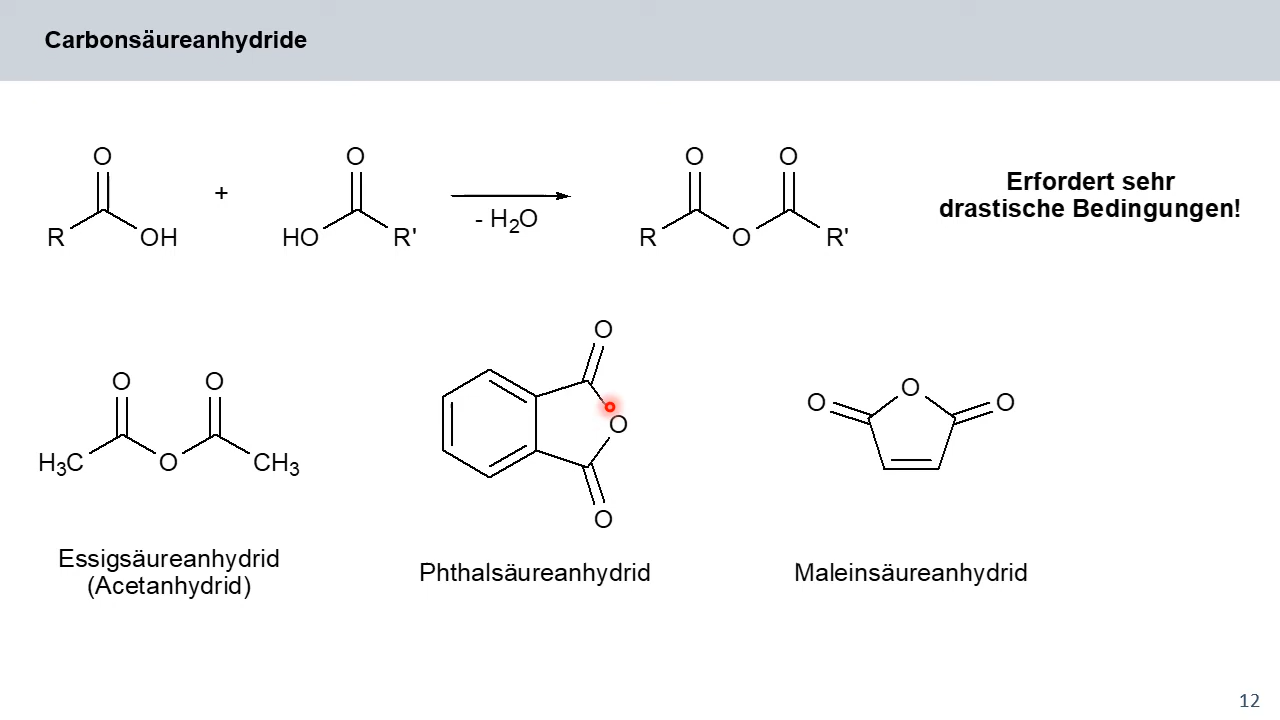 Carbonsäureanhydride
O
R
OH
+
O
HO
R'
- H₂O
O O
R O R'
Erfordert sehr
drastische Bedingungen!
O O
H₃C O CH₃
Essigsäureanhydrid
(Acetanhydrid)
O
O
O
Phthalsäureanhydrid
O
O O
Maleinsäureanhydrid
12